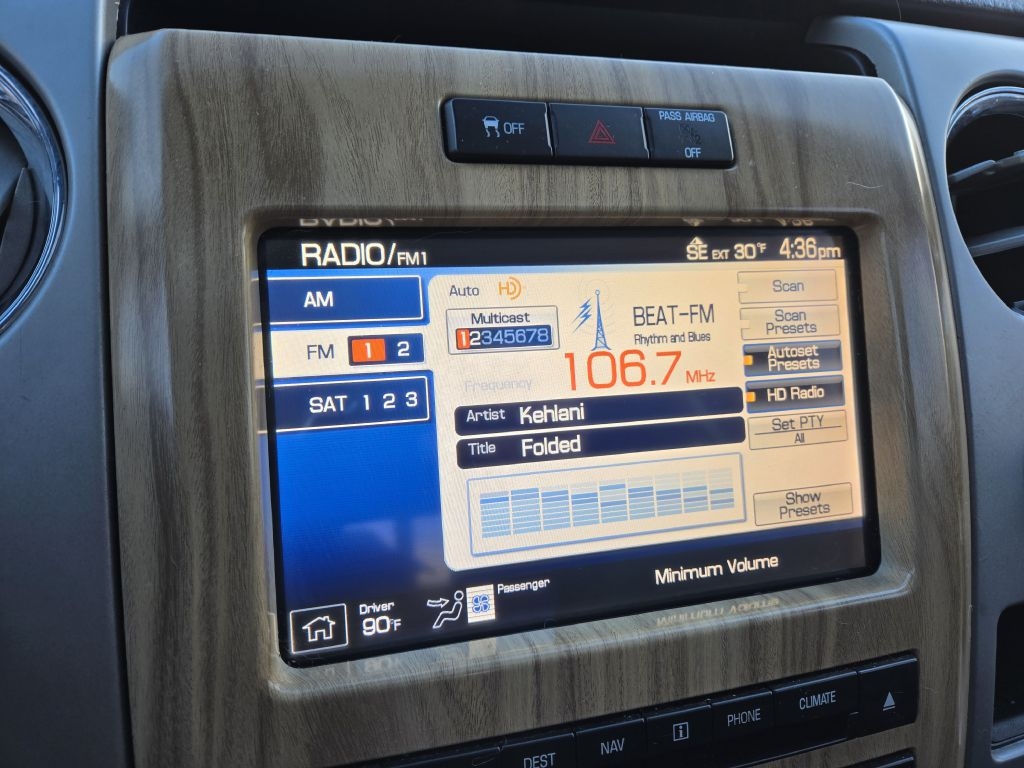 OFF
PASS AIRBAG
OFF
RADIO/FM1
SE EXT 30°F 4:36pm
AM
FM 1 2
SAT 1 2 3
Auto HD
Multicast
12345678
BEAT-FM
Rhythm and Blues
Frequency 106.7 MHz
Artist Kehlani
Title Folded
Scan
Scan
Presets
Autoset
Presets
HD Radio
Set PTY
All
Show
Presets
Driver
90°F
Passenger
Minimum Volume
DEST
NAV
i
PHONE
CLIMATE